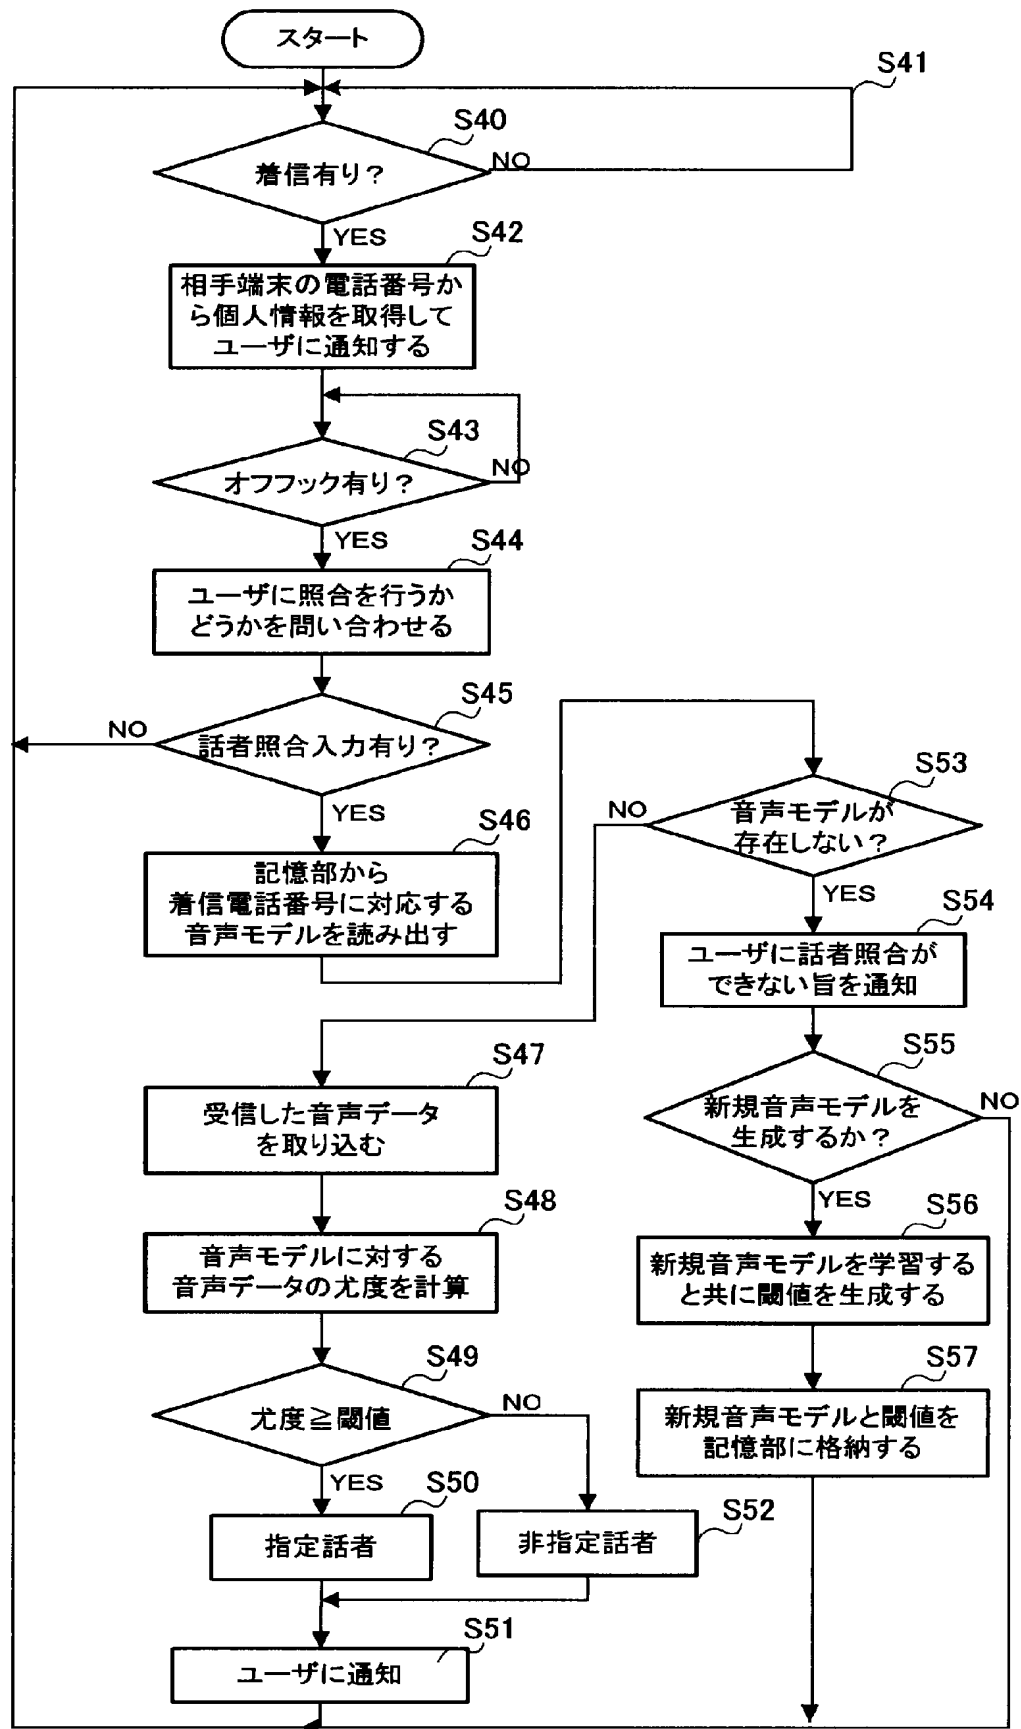 スタート
S41
S40
着信有り？
NO
YES
S42
相手端末の電話番号か
ら個人情報を取得して
ユーザに通知する
S43
オフフック有り？
NO
YES
S44
ユーザに照合を行うか
どうかを問い合わせる
S45
話者照合入力有り？
NO
YES
S46
記憶部から
着信電話番号に対応する
音声モデルを読み出す
S53
音声モデルが
存在しない？
NO
YES
S54
ユーザに話者照合が
できない旨を通知
S55
新規音声モデルを
生成するか？
NO
YES
S56
新規音声モデルを学習する
と共に閾値を生成する
S57
新規音声モデルと閾値を
記憶部に格納する
S47
受信した音声データ
を取り込む
S48
音声モデルに対する
音声データの尤度を計算
S49
尤度≧閾値
NO
YES
S50
指定話者
S52
非指定話者
S51
ユーザに通知